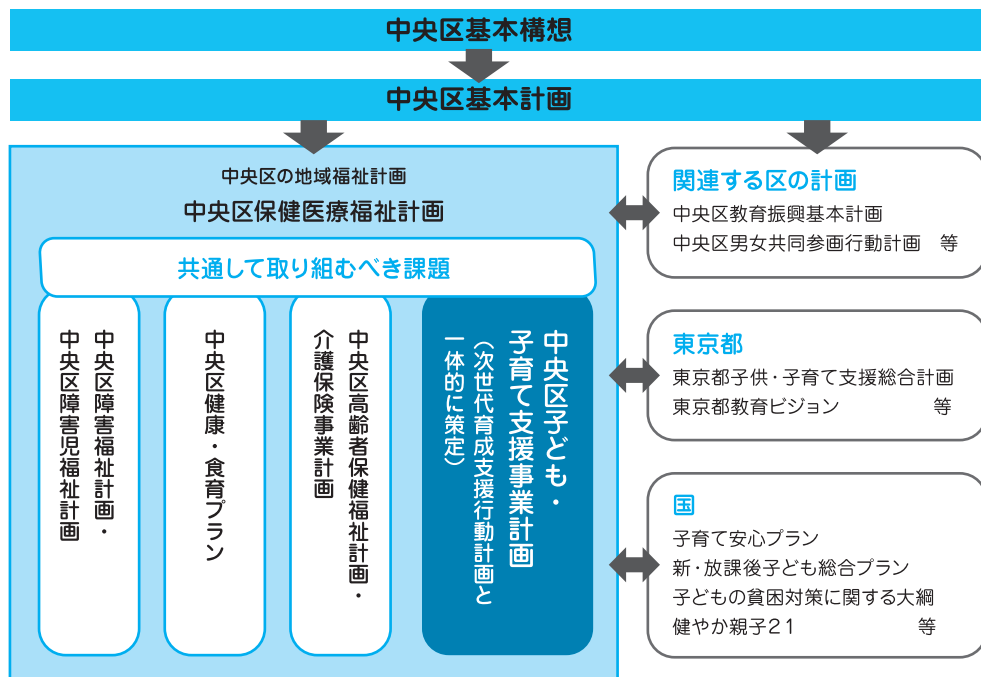 中央区基本構想
中央区基本計画
中央区の地域福祉計画
中央区保健医療福祉計画
共通して取り組むべき課題
中央区子ども・
子育て支援事業計画
（次世代育成支援行動計画と
一体的に策定）
中央区高齢者保健福祉計画・
介護保険事業計画
中央区健康・食育プラン
中央区障害福祉計画・
中央区障害児福祉計画
関連する区の計画
中央区教育振興基本計画
中央区男女共同参画行動計画　等
東京都
東京都子供・子育て支援総合計画
東京都教育ビジョン　等
国
子育て安心プラン
新・放課後子ども総合プラン
子どもの貧困対策に関する大綱
健やか親子21　等